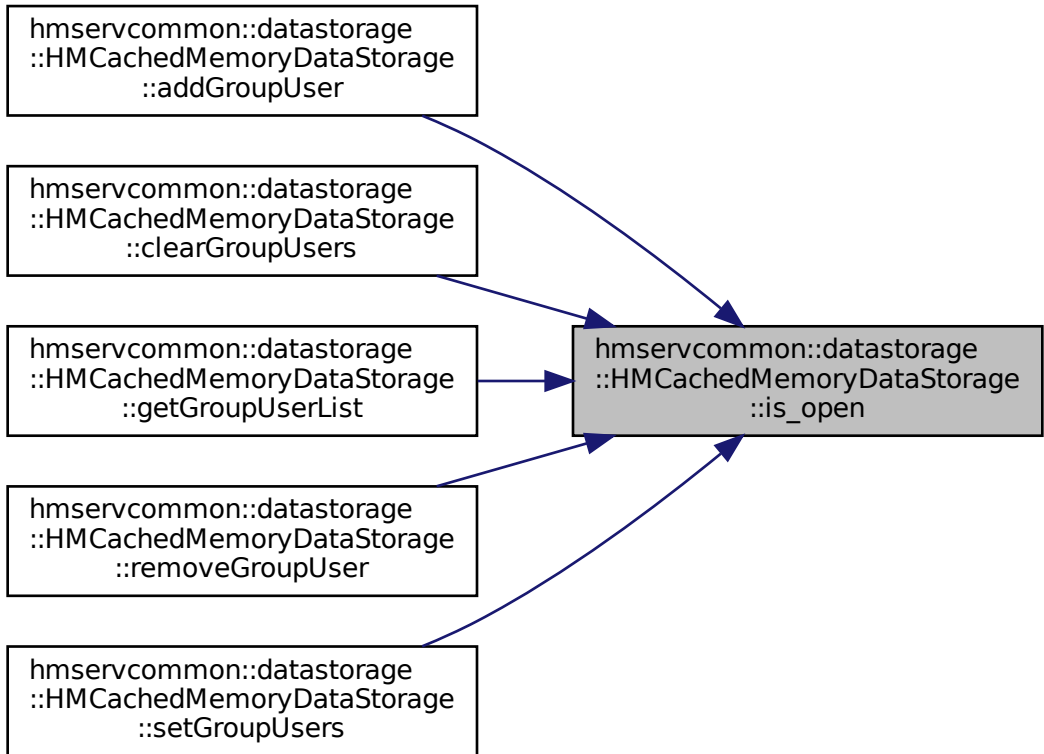 hmservcommon::datastorage
::HMCachedMemoryDataStorage
::addGroupUser
hmservcommon::datastorage
::HMCachedMemoryDataStorage
::clearGroupUsers
hmservcommon::datastorage
::HMCachedMemoryDataStorage
::getGroupUserList
hmservcommon::datastorage
::HMCachedMemoryDataStorage
::is_open
hmservcommon::datastorage
::HMCachedMemoryDataStorage
::removeGroupUser
hmservcommon::datastorage
::HMCachedMemoryDataStorage
::setGroupUsers